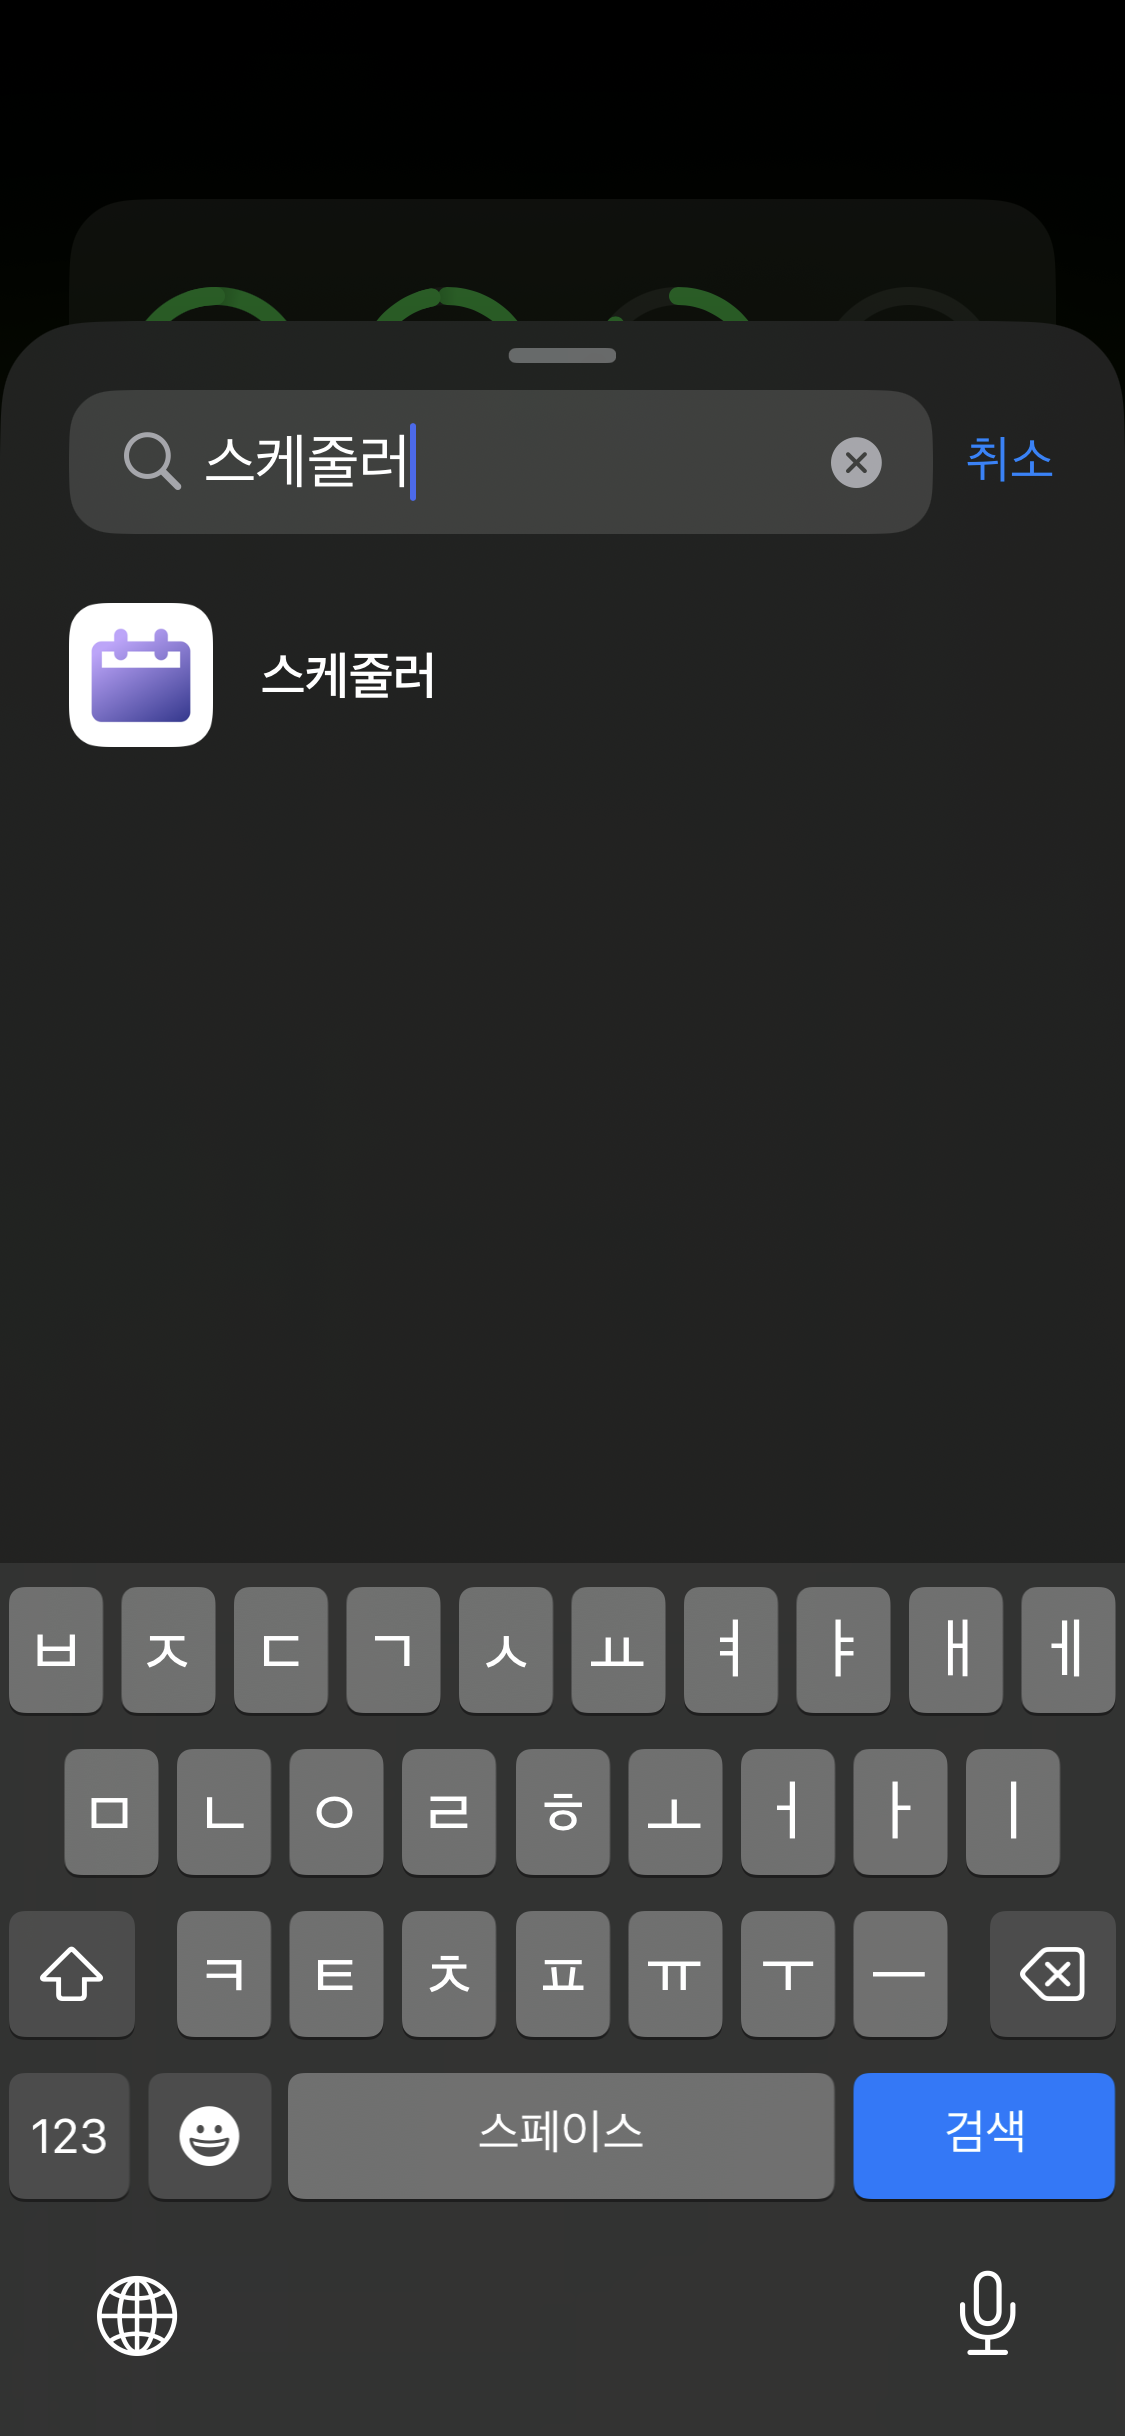 스케줄러
취소
스케줄러
ㅂ ㅈ ㄷ ㄱ ㅅ ㅛ ㅕ ㅑ ㅐ ㅔ
ㅁ ㄴ ㅇ ㄹ ㅎ ㅗ ㅓ ㅏ ㅣ
ㅋ ㅌ ㅊ ㅍ ㅠ ㅜ ㅡ
123 스페이스 검색